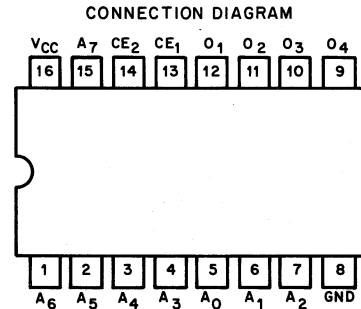 CONNECTION DIAGRAM
VCC A7 CE2 CE1 O1 O2 O3 O4
16 15 14 13 12 11 10 9
1 2 3 4 5 6 7 8
A6 A5 A4 A3 A0 A1 A2 GND